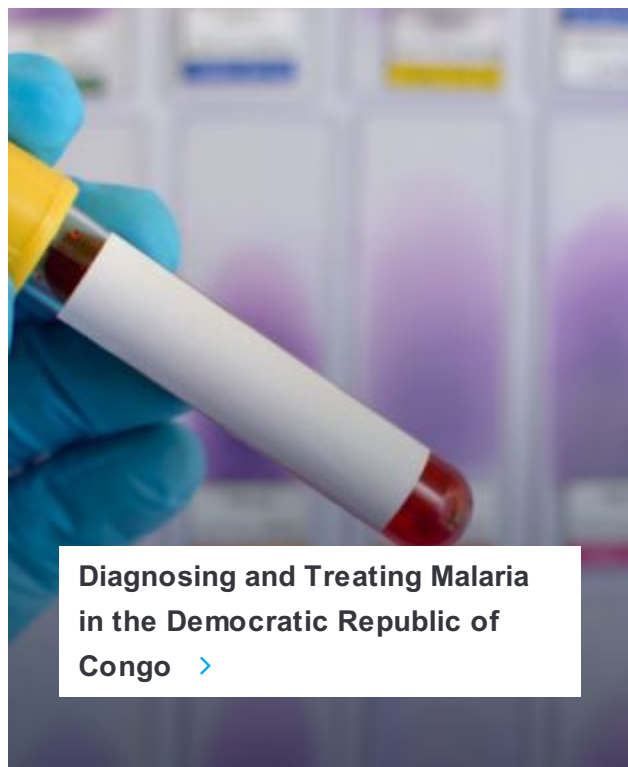 Diagnosing and Treating Malaria
in the Democratic Republic of
Congo